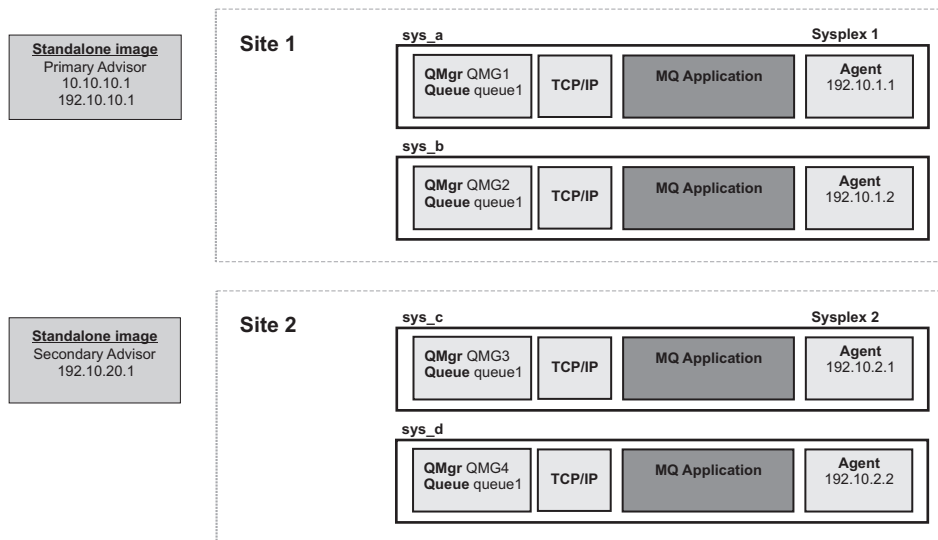 Standalone image
Primary Advisor
10.10.10.1
192.10.10.1
Site 1
sys_a
Sysplex 1
QMgr QMG1
Queue queue1
TCP/IP
MQ Application
Agent
192.10.1.1
sys_b
QMgr QMG2
Queue queue1
TCP/IP
MQ Application
Agent
192.10.1.2
Standalone image
Secondary Advisor
192.10.20.1
Site 2
sys_c
Sysplex 2
QMgr QMG3
Queue queue1
TCP/IP
MQ Application
Agent
192.10.2.1
sys_d
QMgr QMG4
Queue queue1
TCP/IP
MQ Application
Agent
192.10.2.2